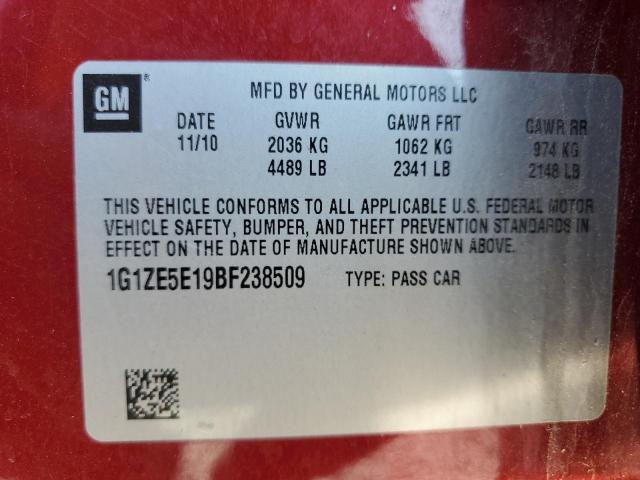 GM ®
MFD BY GENERAL MOTORS LLC
DATE GVWR GAWR FRT GAWR RR
11/10 2036 KG 1062 KG 974 KG
4489 LB 2341 LB 2148 LB
THIS VEHICLE CONFORMS TO ALL APPLICABLE U.S. FEDERAL MOTOR
VEHICLE SAFETY, BUMPER, AND THEFT PREVENTION STANDARDS IN
EFFECT ON THE DATE OF MANUFACTURE SHOWN ABOVE.
1G1ZE5E19BF238509 TYPE: PASS CAR